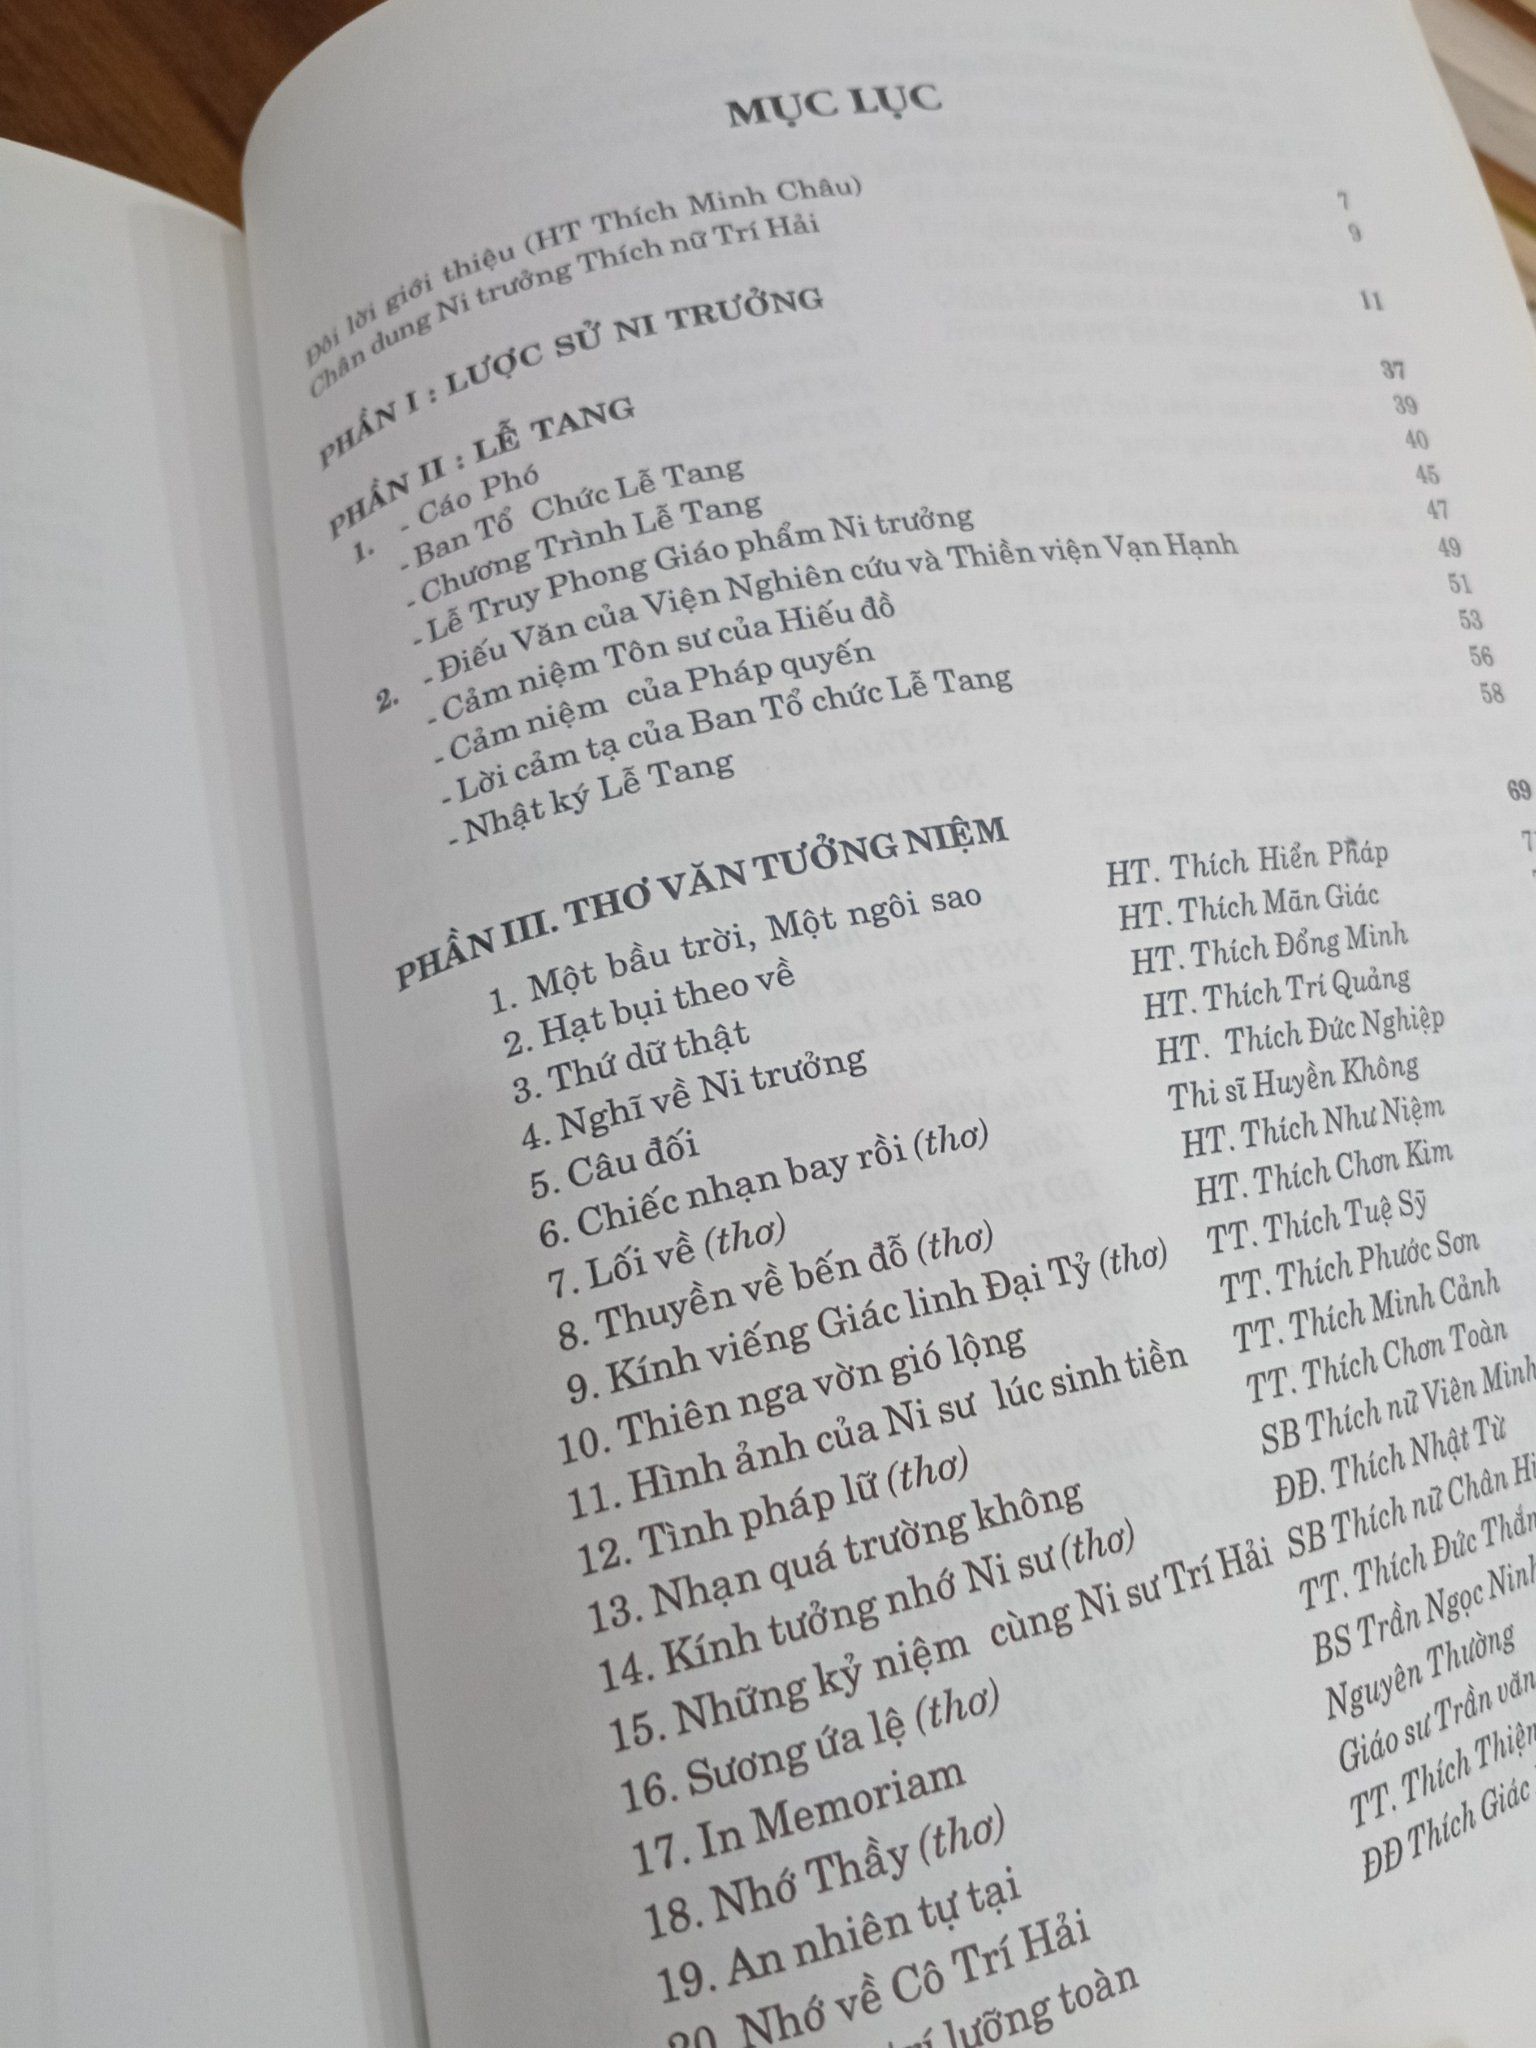 MỤC LỤC
Đôi lời giới thiệu (HT Thích Minh Châu) 7
Chân dung Ni trưởng Thích nữ Trí Hải 9
PHẦN I : LƯỢC SỬ NI TRƯỞNG 11
PHẦN II : LỄ TANG 37
1. - Cáo Phó 39
- Ban Tổ Chức Lễ Tang 40
- Chương Trình Lễ Tang 45
- Lễ Truy Phong Giáo phẩm Ni trưởng 47
2. - Điếu Văn của Viện Nghiên cứu và Thiền viện Vạn Hạnh 49
- Cảm niệm Tôn sư của Hiếu đồ 51
- Cảm niệm của Pháp quyến 53
- Lời cảm tạ của Ban Tổ chức Lễ Tang 56
- Nhật ký Lễ Tang 58
PHẦN III. THƠ VĂN TƯỞNG NIỆM 69
1. Một bầu trời, Một ngôi sao HT. Thích Hiển Pháp
2. Hạt bụi theo về HT. Thích Mãn Giác
3. Thứ dữ thật HT. Thích Đổng Minh
4. Nghĩ về Ni trưởng HT. Thích Trí Quảng
5. Câu đối HT. Thích Đức Nghiệp
6. Chiếc nhạn bay rồi (thơ) Thi sĩ Huyền Không
7. Lối về (thơ) HT. Thích Như Niệm
8. Thuyền về bến đỗ (thơ) HT. Thích Chơn Kim
9. Kính viếng Giác linh Đại Tỷ (thơ) TT. Thích Tuệ Sỹ
10. Thiên nga vờn gió lộng TT. Thích Phước Sơn
11. Hình ảnh của Ni sư lúc sinh tiền TT. Thích Minh Cảnh
12. Tình pháp lữ (thơ) TT. Thích Chơn Toàn
13. Nhạn quá trường không SB Thích nữ Viên Minh
14. Kính tưởng nhớ Ni sư (thơ) ĐĐ. Thích Nhật Từ
15. Những kỷ niệm cùng Ni sư Trí Hải SB Thích nữ Chân
16. Sương ứa lệ (thơ) TT. Thích Đức
17. In Memoriam BS Trần Ngọc Ninh
18. Nhớ Thầy (thơ) Nguyên Thường
19. An nhiên tự tại Giáo sư Trần văn
20. Nhớ về Cô Trí Hải TT. Thích
lưỡng toàn ĐĐ Thích Giác